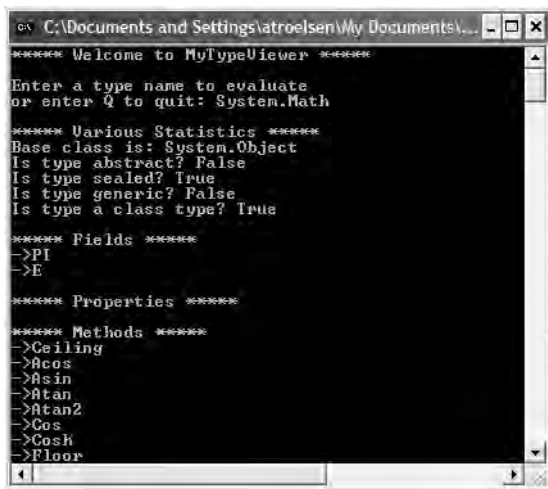 C:\Documents and Settings\atroelsen\My Documents\...
***** Welcome to MyTypeViewer *****
Enter a type name to evaluate
or enter Q to quit: System.Math
***** Various Statistics *****
Base class is: System.Object
Is type abstract? False
Is type sealed? True
Is type generic? False
Is type a class type? True
***** Fields *****
->PI
->E
***** Properties *****
***** Methods *****
->Ceiling
->Acos
->Asin
->Atan
->Atan2
->Cos
->Cosh
->Floor